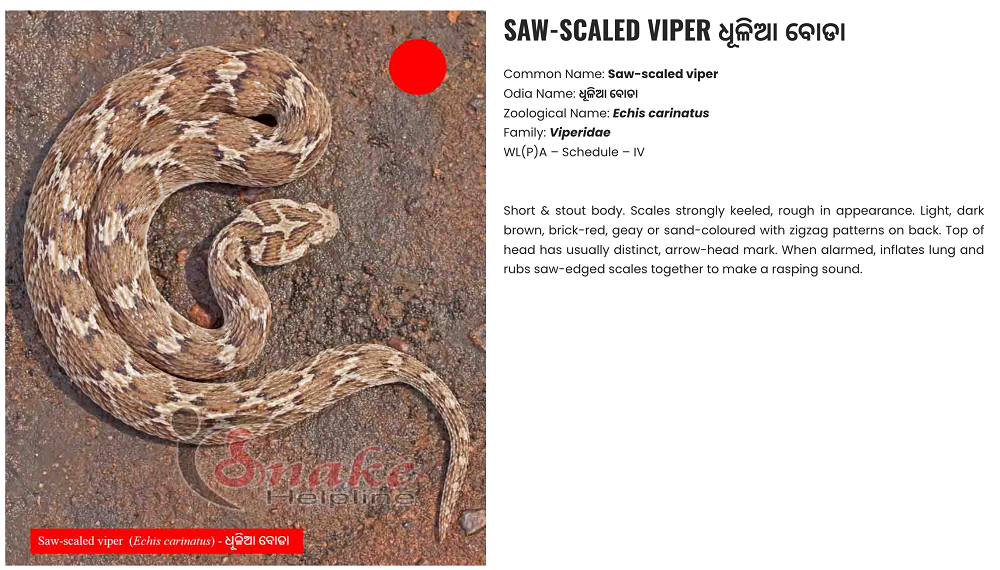 SAW-SCALED VIPER ଧୂଳିଆ ବୋଡା
Common Name: Saw-scaled viper
Odia Name: ଧୂଳିଆ ବୋଡା
Zoological Name: Echis carinatus
Family: Viperidae
WL(P)A – Schedule – IV
Short & stout body. Scales strongly keeled, rough in appearance. Light, dark
brown, brick-red, geay or sand-coloured with zigzag patterns on back. Top of
head has usually distinct, arrow-head mark. When alarmed, inflates lung and
rubs saw-edged scales together to make a rasping sound.
Snake
Helpline
Saw-scaled viper (Echis carinatus) - ଧୂଳିଆ ବୋଡା